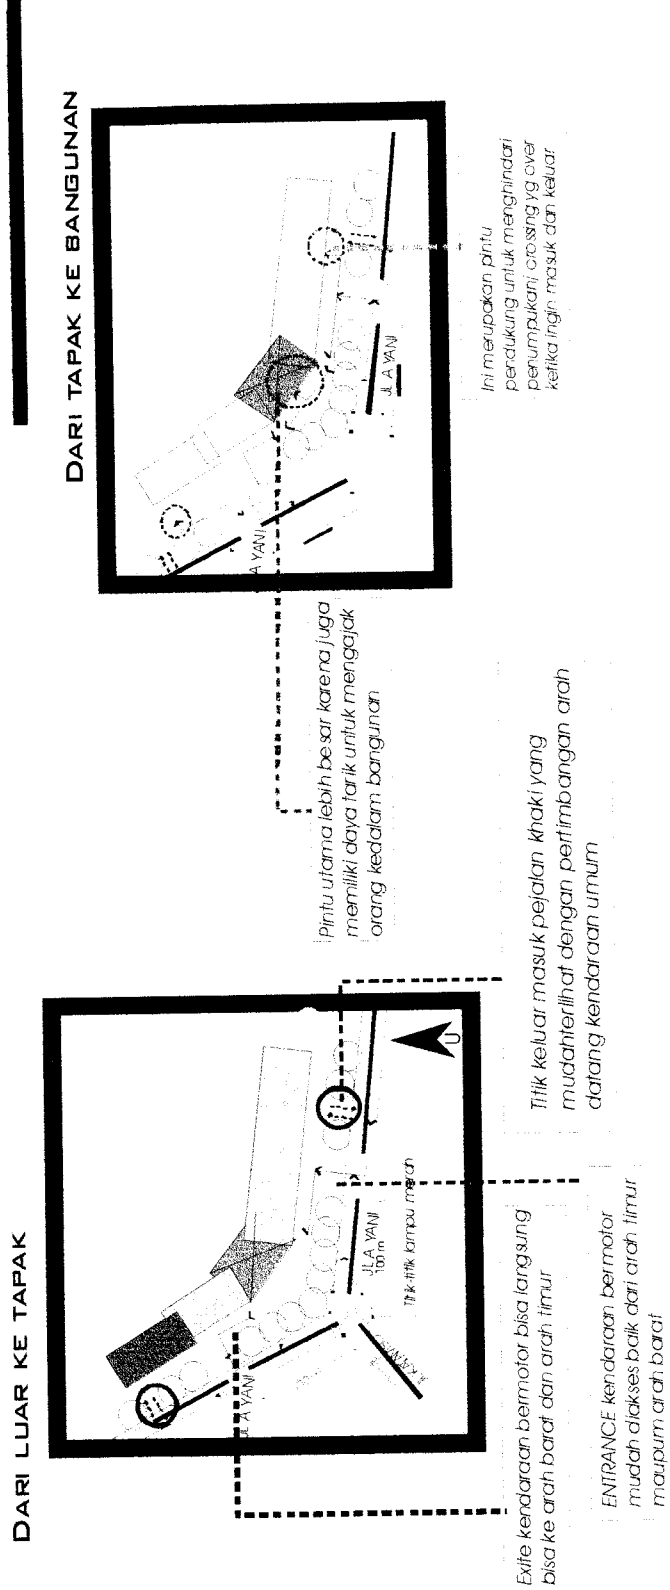 DARI LUAR KE TAPAK
JL A YANI
JL A YANI
100 m
Titik-titik lampu merah
U
Exite kendaraan bermotor bisa langsung
bisa ke arah barat dan arah timur
ENTRANCE kendaraan bermotor
mudah diakses baik dari arah timur
maupum arah barat
Titik keluar masuk pejalan khaki yang
mudahterlihat dengan pertimbangan arah
datang kendaraan umum
DARI TAPAK KE BANGUNAN
A YANI
JL A YANI
Pintu utama lebih besar karena juga
memiliki daya tarik untuk mengajak
orang kedalam bangunan
Ini merupakan pintu
pendukung untuk menghindari
penumpukan/crossing yg over
ketika ingin masuk dan keluar